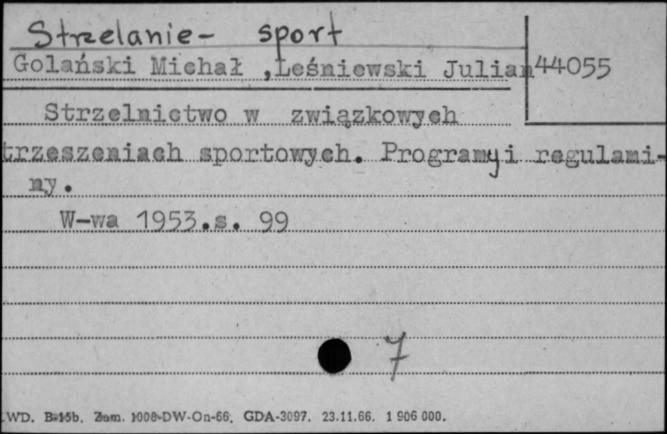 Strzelanie- sport
Golański Michał ,Leśniewski Julian 44055
Strzelnictwo w związkowych
trzeszeniach sportowych. Programy i regulami-
ny.
W-wa 1953.s. 99
7
WD. B-15b. Zam. 1008-DW-On-66. GDA-3097. 23.11.66. 1 906 000.